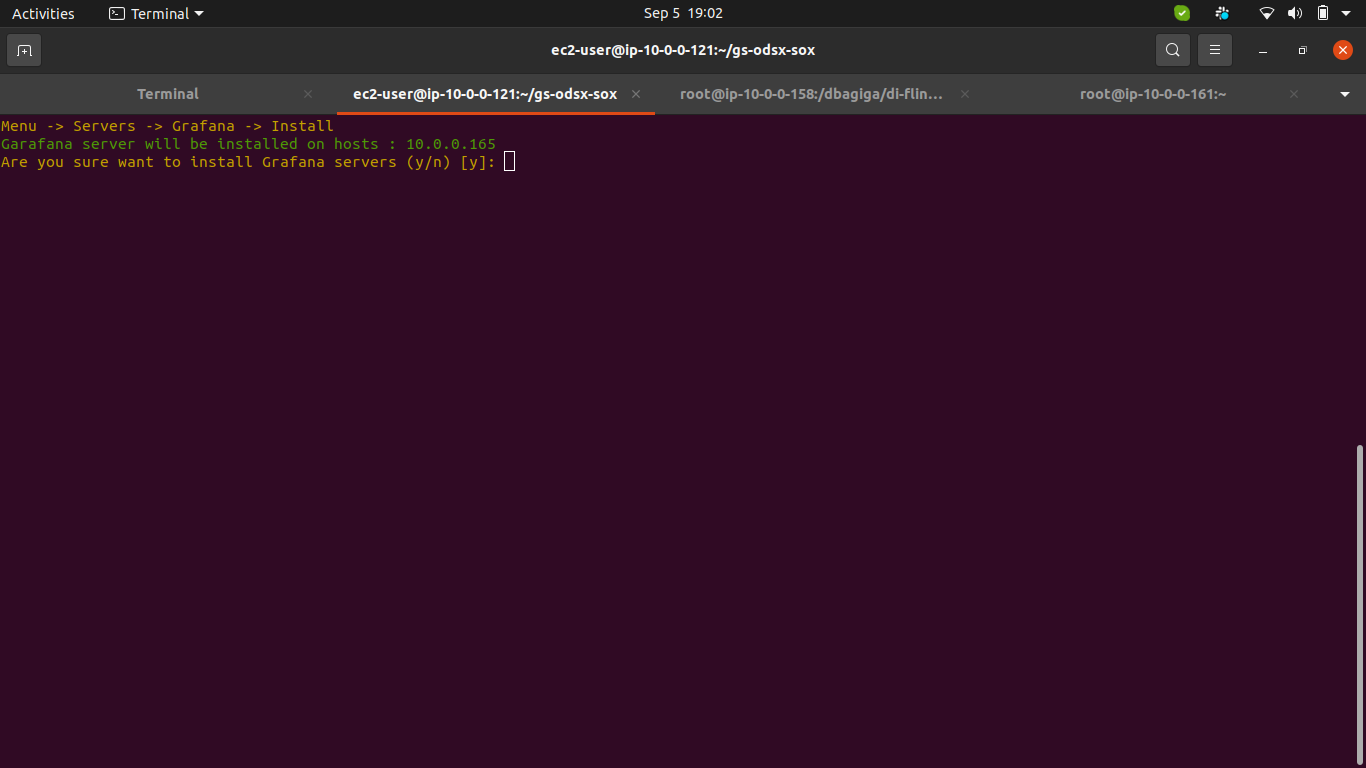 Activities Terminal Sep 5 19:02
ec2-user@ip-10-0-0-121:~/gs-odsx-sox
Terminal ec2-user@ip-10-0-0-121:~/gs-odsx-sox root@ip-10-0-0-158:/dbagiga/di-flin... root@ip-10-0-0-161:~
Menu -> Servers -> Grafana -> Install
Garafana server will be installed on hosts : 10.0.0.165
Are you sure want to install Grafana servers (y/n) [y]: